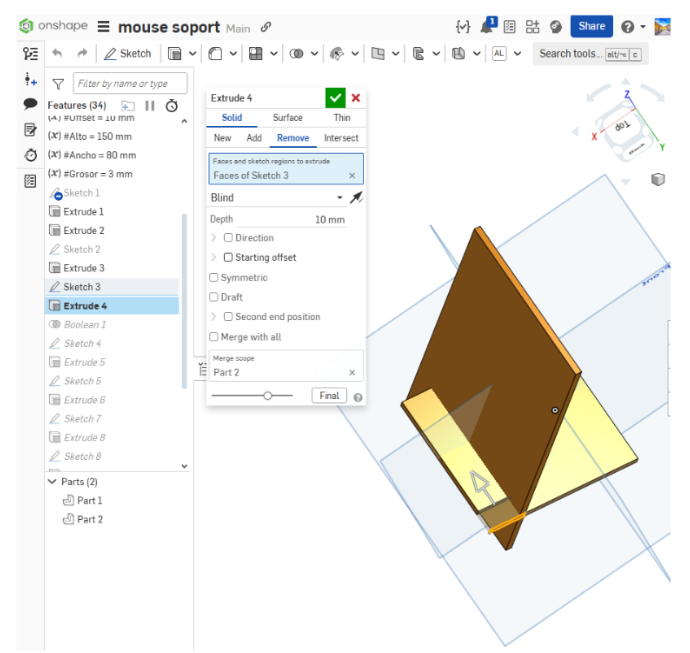 onshape mouse soport Main Share
Sketch AL Search tools... alt/⌥ c
Filter by name or type
Features (34)
(x) #Offset = 10 mm
(x) #Alto = 150 mm
(x) #Ancho = 80 mm
(x) #Grosor = 3 mm
Sketch 1
Extrude 1
Extrude 2
Sketch 2
Extrude 3
Sketch 3
Extrude 4
Boolean 1
Sketch 4
Extrude 5
Sketch 5
Extrude 6
Sketch 7
Extrude 8
Sketch 8
Parts (2)
Part 1
Part 2
Extrude 4
Solid Surface Thin
New Add Remove Intersect
Faces and sketch regions to extrude
Faces of Sketch 3
Blind
Depth 10 mm
Direction
Starting offset
Symmetric
Draft
Second end position
Merge with all
Merge scope
Part 2
Final
Z
Top
X
Y
1